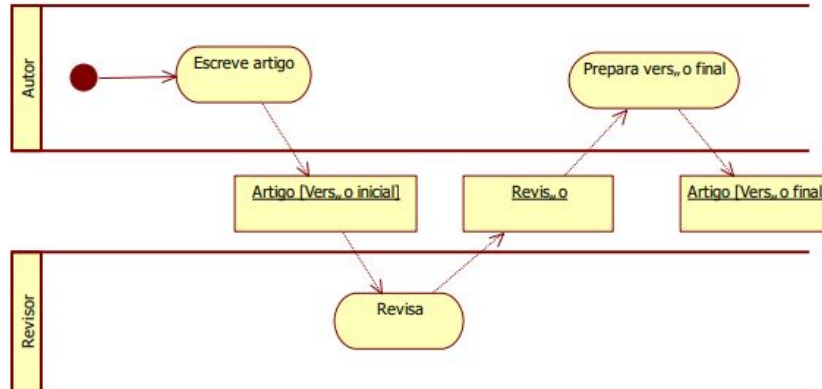 Autor
Escreve artigo
Prepara vers„o final
Artigo [Vers„o inicial]
Revis„o
Artigo [Vers„o final
Revisor
Revisa